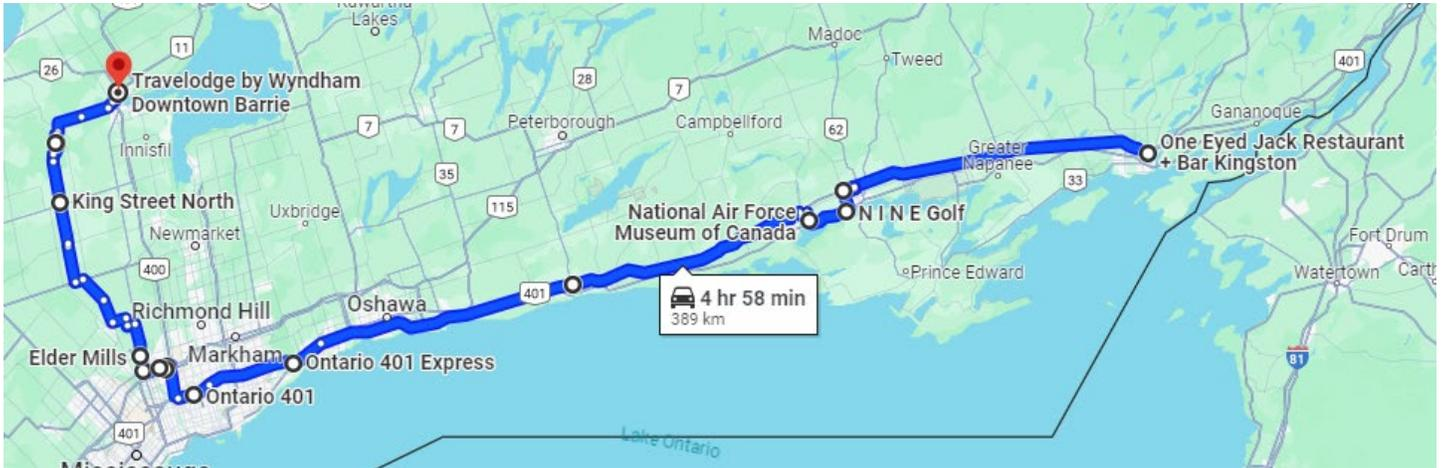 Kawartha
Lakes
11
26
Travelodge by Wyndham
Downtown Barrie
Innisfil
King Street North
Uxbridge
Newmarket
400
Richmond Hill
Elder Mills
Markham
Ontario 401 Express
Ontario 401
401
Mississauga
Oshawa
7
7
28
7
Peterborough
35
115
Campbellford
Madoc
Tweed
62
National Air Force
Museum of Canada
N I N E Golf
401
4 hr 58 min
389 km
Prince Edward
Greater
Napanee
33
One Eyed Jack Restaurant
+ Bar Kingston
Gananoque
401
Fort Drum
Watertown
Carth
81
Lake Ontario